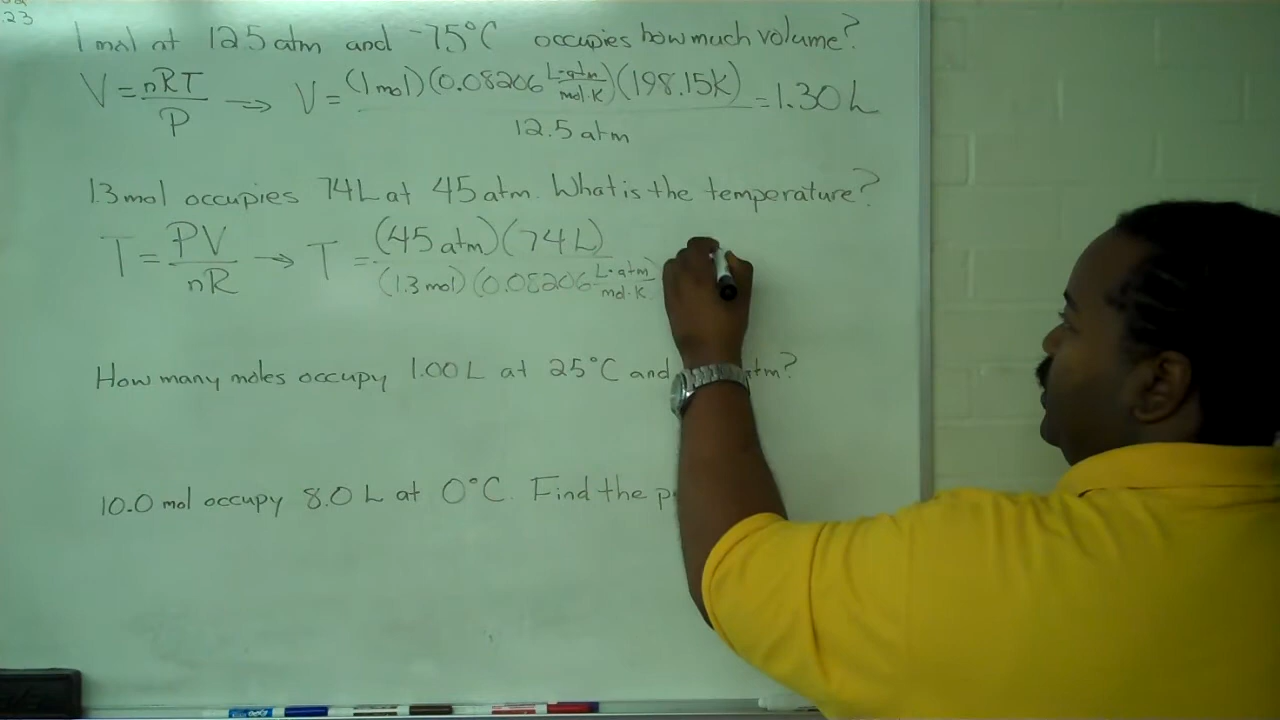 23
1 mol at 12.5 atm and -75°C occupies how much volume?
V = nRT / P → V = (1 mol)(0.08206 L·atm / mol·K)(198.15K) / 12.5 atm = 1.30 L
1.3 mol occupies 74 L at 45 atm. What is the temperature?
T = PV / nR → T = (45 atm)(74 L) / (1.3 mol)(0.08206 L·atm / mol·K)
How many moles occupy 1.00 L at 25°C and atm?
10.0 mol occupy 8.0 L at 0°C. Find the